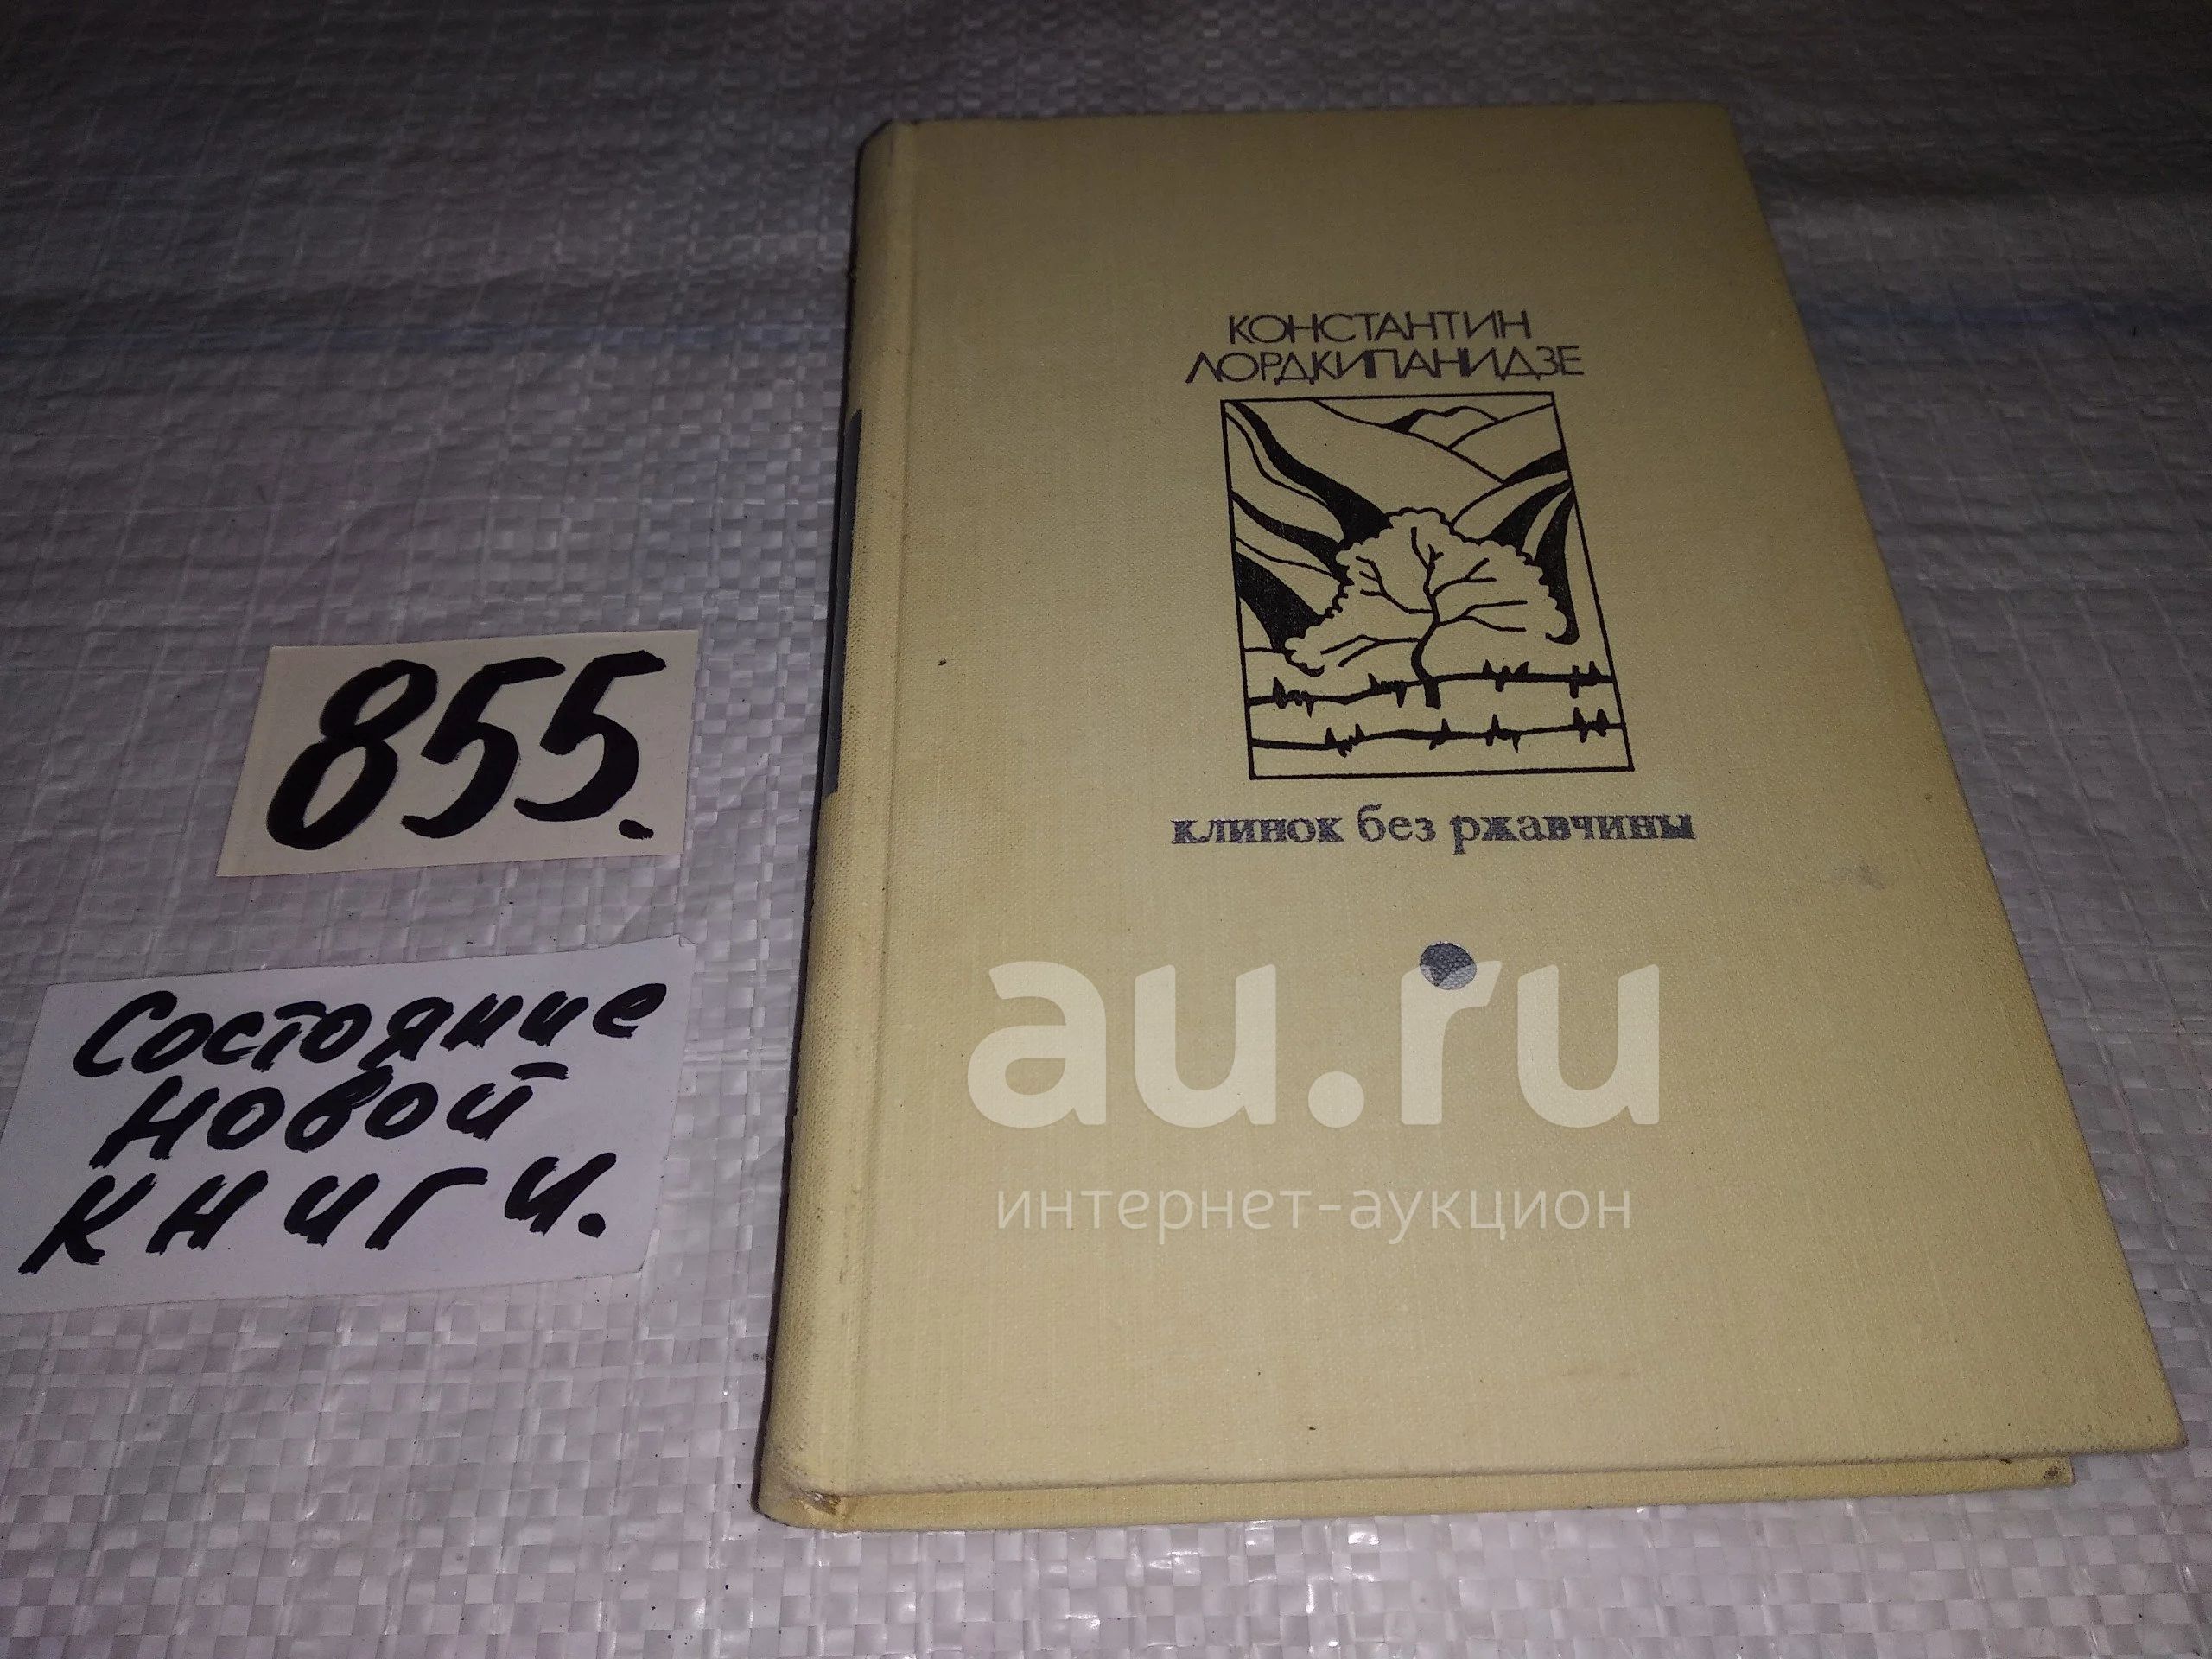 КОНСТАНТИН
ЛОРДКИПАНИДЗЕ
клинок без ржавчины
855.
Состояние
новой
книги.
au.ru
интернет-аукцион